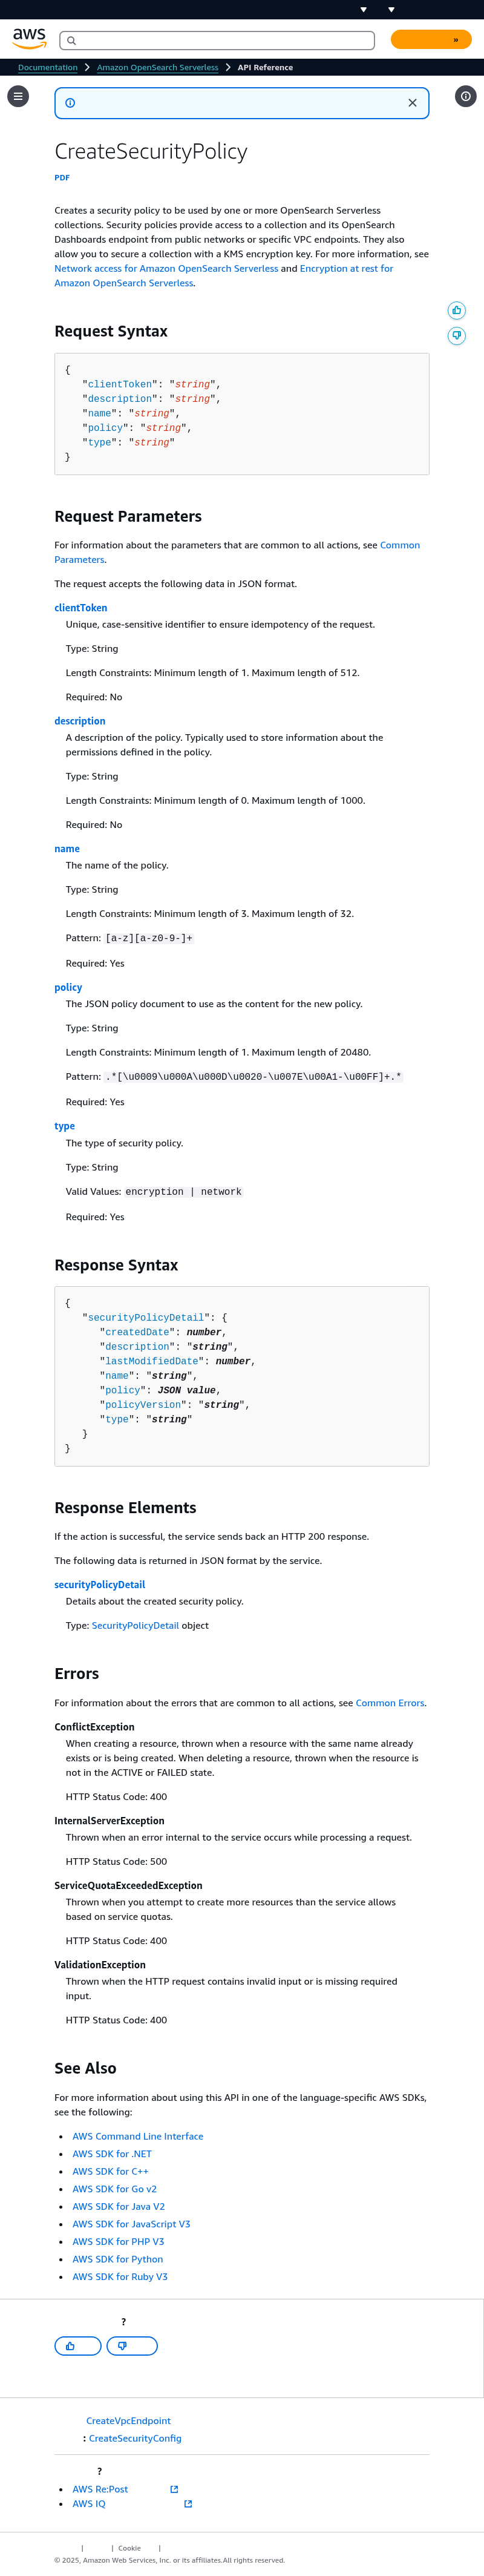 aws
Documentation
Amazon OpenSearch Serverless
API Reference
CreateSecurityPolicy
PDF
Creates a security policy to be used by one or more OpenSearch Serverless
collections. Security policies provide access to a collection and its OpenSearch
Dashboards endpoint from public networks or specific VPC endpoints. They also
allow you to secure a collection with a KMS encryption key. For more information, see
Network access for Amazon OpenSearch Serverless and Encryption at rest for
Amazon OpenSearch Serverless.
Request Syntax
{
"clientToken": "string",
"description": "string",
"name": "string",
"policy": "string",
"type": "string"
}
Request Parameters
For information about the parameters that are common to all actions, see Common
Parameters.
The request accepts the following data in JSON format.
clientToken
Unique, case-sensitive identifier to ensure idempotency of the request.
Type: String
Length Constraints: Minimum length of 1. Maximum length of 512.
Required: No
description
A description of the policy. Typically used to store information about the
permissions defined in the policy.
Type: String
Length Constraints: Minimum length of 0. Maximum length of 1000.
Required: No
name
The name of the policy.
Type: String
Length Constraints: Minimum length of 3. Maximum length of 32.
Pattern: [a-z][a-z0-9-]+
Required: Yes
policy
The JSON policy document to use as the content for the new policy.
Type: String
Length Constraints: Minimum length of 1. Maximum length of 20480.
Pattern: .*[\u0009\u000A\u000D\u0020-\u007E\u00A1-\u00FF]+.*
Required: Yes
type
The type of security policy.
Type: String
Valid Values: encryption | network
Required: Yes
Response Syntax
{
"securityPolicyDetail": {
"createdDate": number,
"description": "string",
"lastModifiedDate": number,
"name": "string",
"policy": JSON value,
"policyVersion": "string",
"type": "string"
}
}
Response Elements
If the action is successful, the service sends back an HTTP 200 response.
The following data is returned in JSON format by the service.
securityPolicyDetail
Details about the created security policy.
Type: SecurityPolicyDetail object
Errors
For information about the errors that are common to all actions, see Common Errors.
ConflictException
When creating a resource, thrown when a resource with the same name already
exists or is being created. When deleting a resource, thrown when the resource is
not in the ACTIVE or FAILED state.
HTTP Status Code: 400
InternalServerException
Thrown when an error internal to the service occurs while processing a request.
HTTP Status Code: 500
ServiceQuotaExceededException
Thrown when you attempt to create more resources than the service allows
based on service quotas.
HTTP Status Code: 400
ValidationException
Thrown when the HTTP request contains invalid input or is missing required
input.
HTTP Status Code: 400
See Also
For more information about using this API in one of the language-specific AWS SDKs,
see the following:
• AWS Command Line Interface
• AWS SDK for .NET
• AWS SDK for C++
• AWS SDK for Go v2
• AWS SDK for Java V2
• AWS SDK for JavaScript V3
• AWS SDK for PHP V3
• AWS SDK for Python
• AWS SDK for Ruby V3
?
CreateVpcEndpoint
: CreateSecurityConfig
?
• AWS Re:Post
• AWS IQ
| | Cookie |
© 2025, Amazon Web Services, Inc. or its affiliates.All rights reserved.